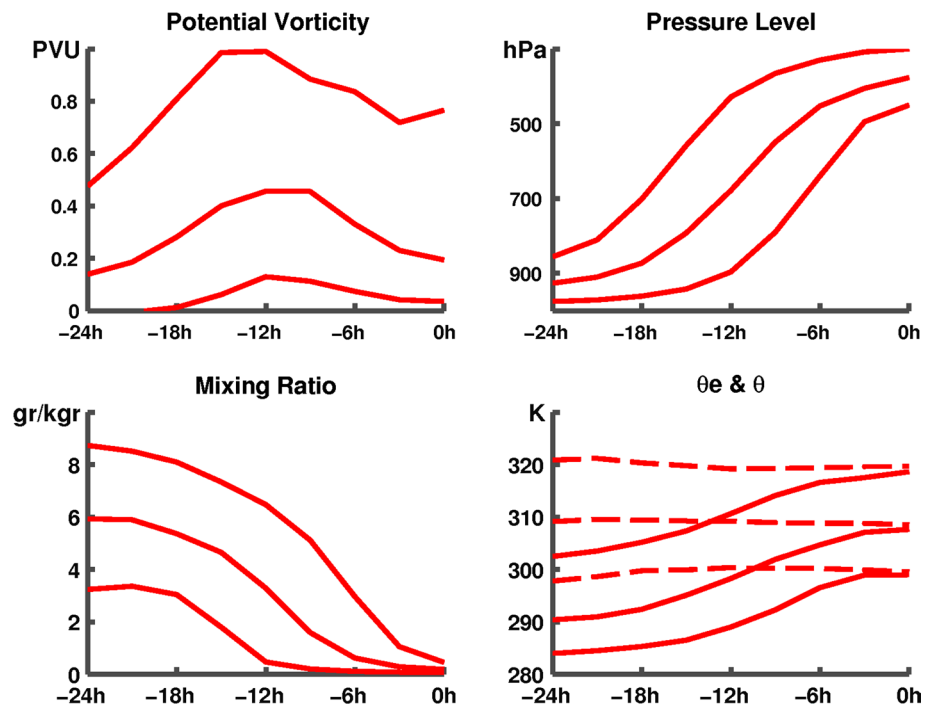 Potential Vorticity
PVU
0.8
0.6
0.4
0.2
0
−24h −18h −12h −6h 0h
Pressure Level
hPa
500
700
900
−24h −18h −12h −6h 0h
Mixing Ratio
gr/kgr
8
6
4
2
0
−24h −18h −12h −6h 0h
θe & θ
K
320
310
300
290
280
−24h −18h −12h −6h 0h